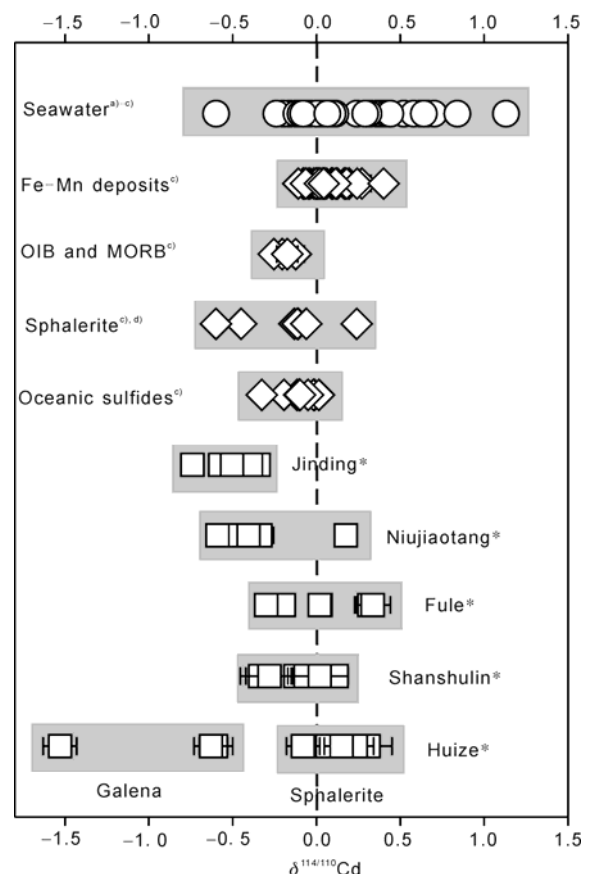 −1.5 −1.0 −0.5 0.0 0.5 1.0 1.5
Seawater a)–c)
Fe−Mn deposits c)
OIB and MORB c)
Sphalerite c), d)
Oceanic sulfides c)
Jinding*
Niujiaotang*
Fule*
Shanshulin*
Huize*
Galena
Sphalerite
−1.5 −1.0 −0.5 0.0 0.5 1.0 1.5
δ114/110Cd